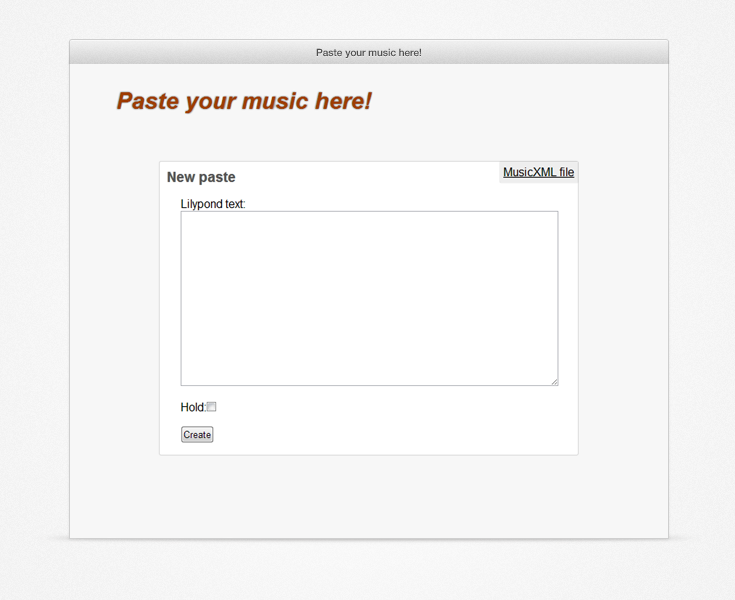 Paste your music here!
Paste your music here!
New paste
MusicXML file
Lilypond text:
Hold:
Create